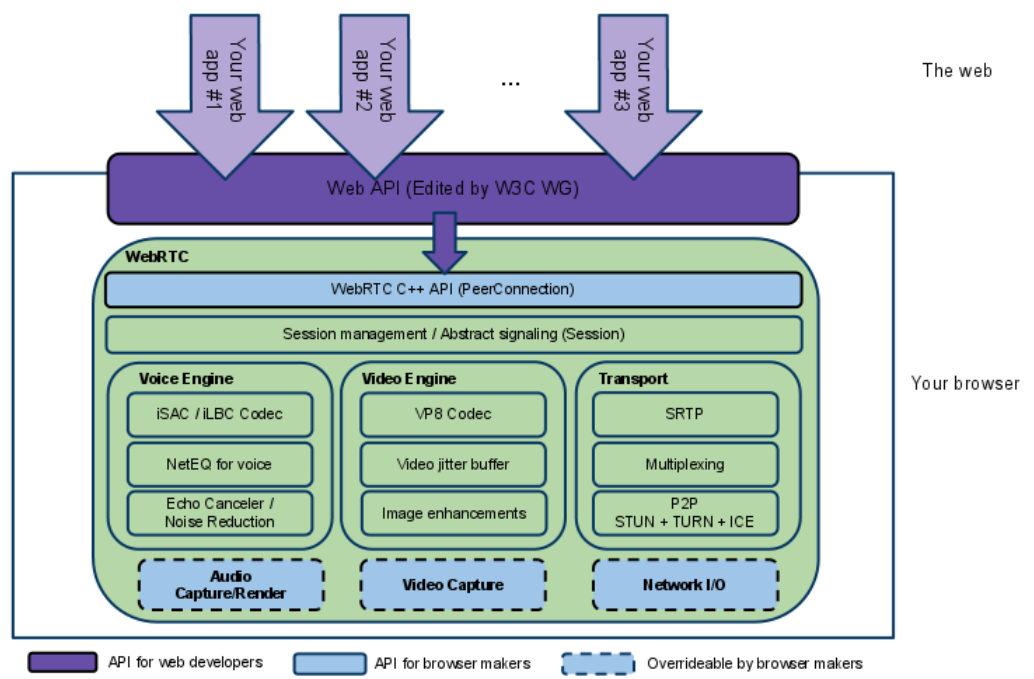 Your web
app #1
Your web
app #2
...
Your web
app #3
The web
Web API (Edited by W3C WG)
WebRTC
WebRTC C++ API (PeerConnection)
Session management / Abstract signaling (Session)
Your browser
Voice Engine
iSAC / iLBC Codec
NetEQ for voice
Echo Canceler /
Noise Reduction
Video Engine
VP8 Codec
Video jitter buffer
Image enhancements
Transport
SRTP
Multiplexing
P2P
STUN + TURN + ICE
Audio
Capture/Render
Video Capture
Network I/O
API for web developers
API for browser makers
Overrideable by browser makers